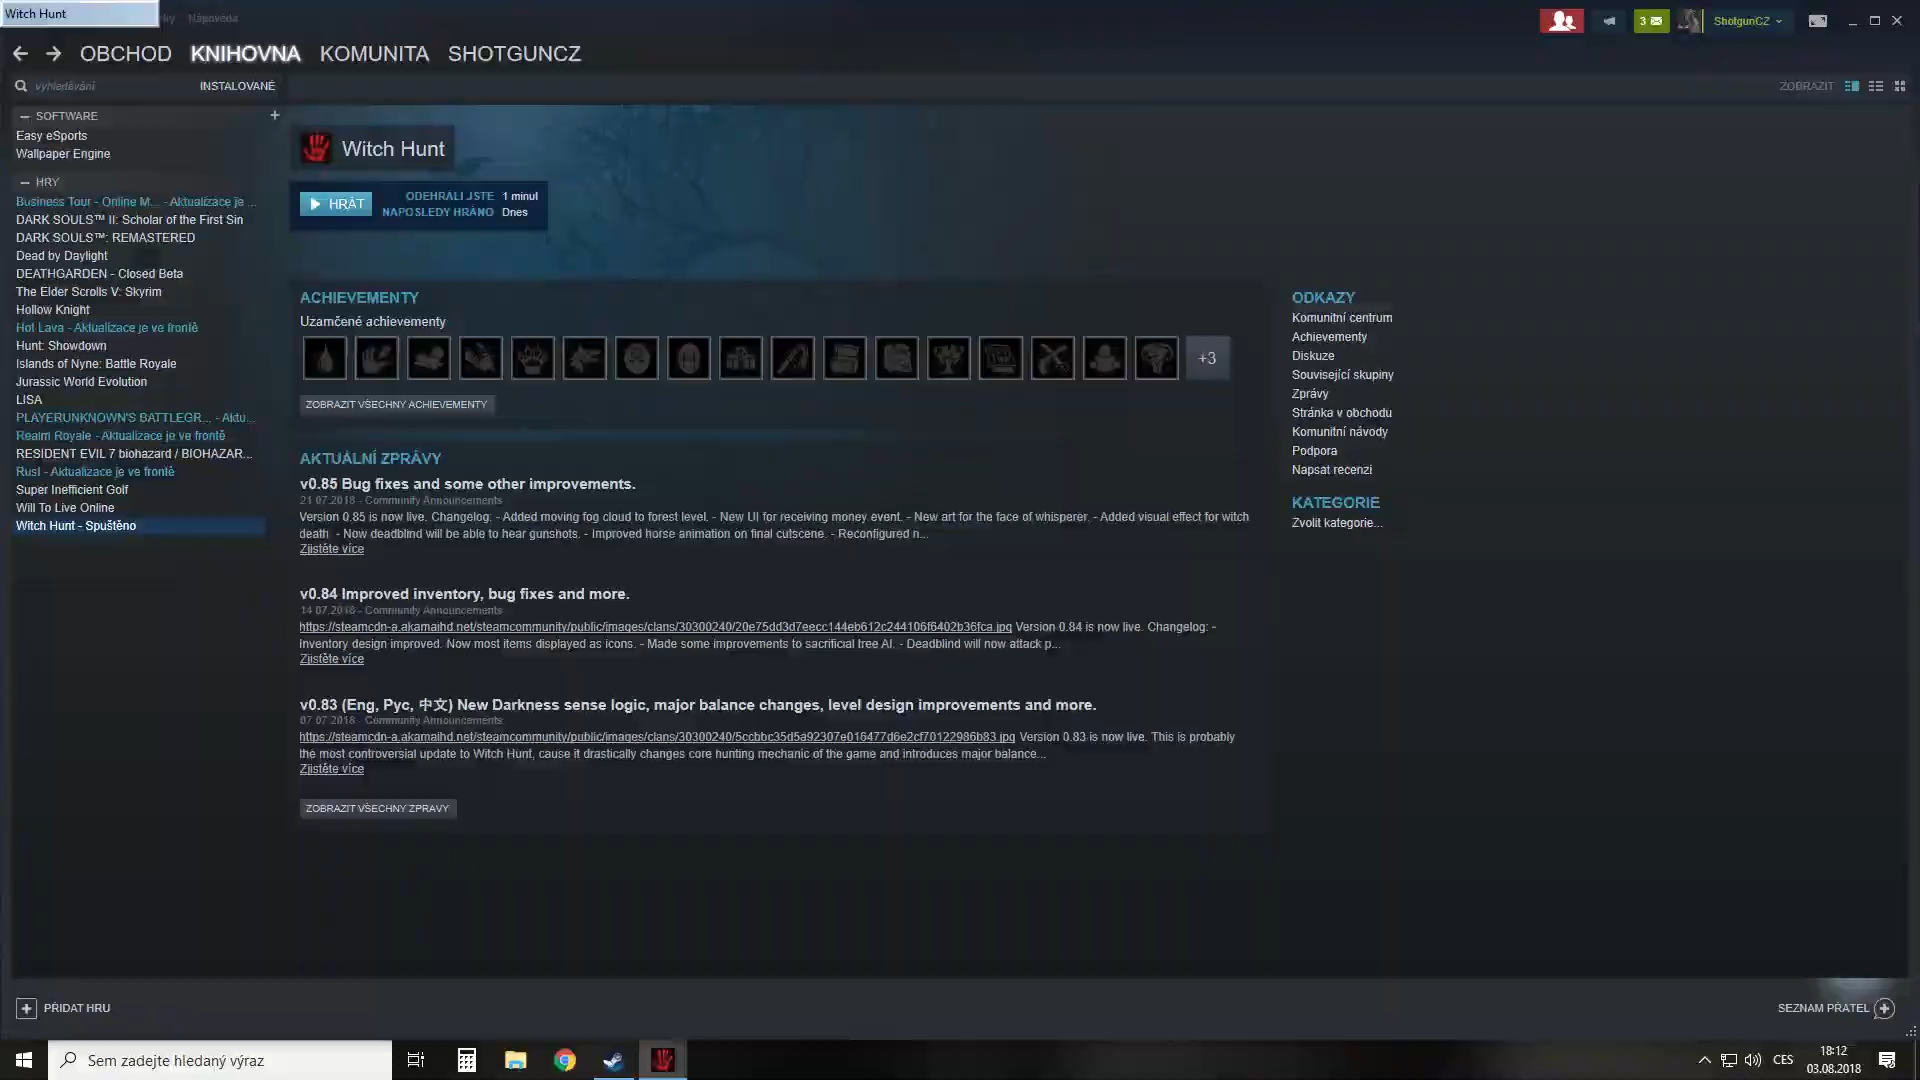 Witch Hunt
Nápověda
3
ShotgunCZ
OBCHOD KNIHOVNA KOMUNITA SHOTGUNCZ
vyhledávání
INSTALOVANÉ
ZOBRAZIT
— SOFTWARE +
Easy eSports
Wallpaper Engine
— HRY
Business Tour - Online M... - Aktualizace je ...
DARK SOULS™ II: Scholar of the First Sin
DARK SOULS™: REMASTERED
Dead by Daylight
DEATHGARDEN - Closed Beta
The Elder Scrolls V: Skyrim
Hollow Knight
Hot Lava - Aktualizace je ve frontě
Hunt: Showdown
Islands of Nyne: Battle Royale
Jurassic World Evolution
LISA
PLAYERUNKNOWN'S BATTLEGR... - Aktu...
Realm Royale - Aktualizace je ve frontě
RESIDENT EVIL 7 biohazard / BIOHAZAR...
Rust - Aktualizace je ve frontě
Super Inefficient Golf
Will To Live Online
Witch Hunt - Spuštěno
Witch Hunt
HRÁT
ODEHRÁLI JSTE 1 minut
NAPOSLEDY HRÁNO Dnes
ACHIEVEMENTY
Uzamčené achievementy
+3
ZOBRAZIT VŠECHNY ACHIEVEMENTY
AKTUÁLNÍ ZPRÁVY
v0.85 Bug fixes and some other improvements.
21.07.2018 - Community Announcements
Version 0.85 is now live. Changelog: - Added moving fog cloud to forest level. - New UI for receiving money event. - New art for the face of whisperer. - Added visual effect for witch
death - Now deadblind will be able to hear gunshots. - Improved horse animation on final cutscene. - Reconfigured n...
Zjistěte více
v0.84 Improved inventory, bug fixes and more.
14.07.2018 - Community Announcements
https://steamcdn-a.akamaihd.net/steamcommunity/public/images/clans/30300240/20e75dd3d7eecc144eb612c244106f6402b36fca.jpg Version 0.84 is now live. Changelog: -
Inventory design improved. Now most items displayed as icons. - Made some improvements to sacrificial tree AI. - Deadblind will now attack p...
Zjistěte více
v0.83 (Eng, Рус, 中文) New Darkness sense logic, major balance changes, level design improvements and more.
07.07.2018 - Community Announcements
https://steamcdn-a.akamaihd.net/steamcommunity/public/images/clans/30300240/5ccbbc35d5a92307e016477d6e2cf70122986b83.jpg Version 0.83 is now live. This is probably
the most controversial update to Witch Hunt, cause it drastically changes core hunting mechanic of the game and introduces major balance...
Zjistěte více
ZOBRAZIT VŠECHNY ZPRÁVY
ODKAZY
Komunitní centrum
Achievementy
Diskuze
Související skupiny
Zprávy
Stránka v obchodu
Komunitní návody
Podpora
Napsat recenzi
KATEGORIE
Zvolit kategorie...
+ PŘIDAT HRU
SEZNAM PŘÁTEL +
Sem zadejte hledaný výraz
CES
18:12
03.08.2018